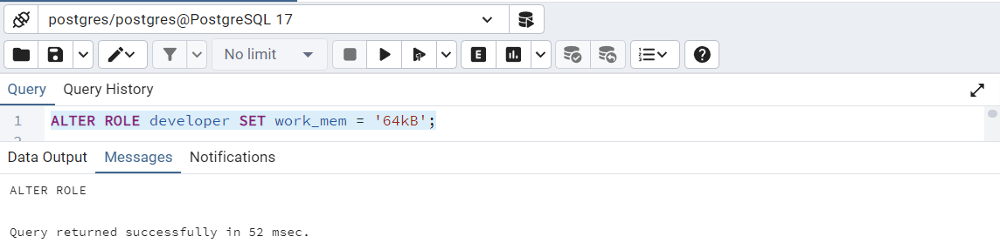 postgres/postgres@PostgreSQL 17
No limit
E
Query Query History
1 ALTER ROLE developer SET work_mem = '64kB';
2
Data Output Messages Notifications
ALTER ROLE
Query returned successfully in 52 msec.